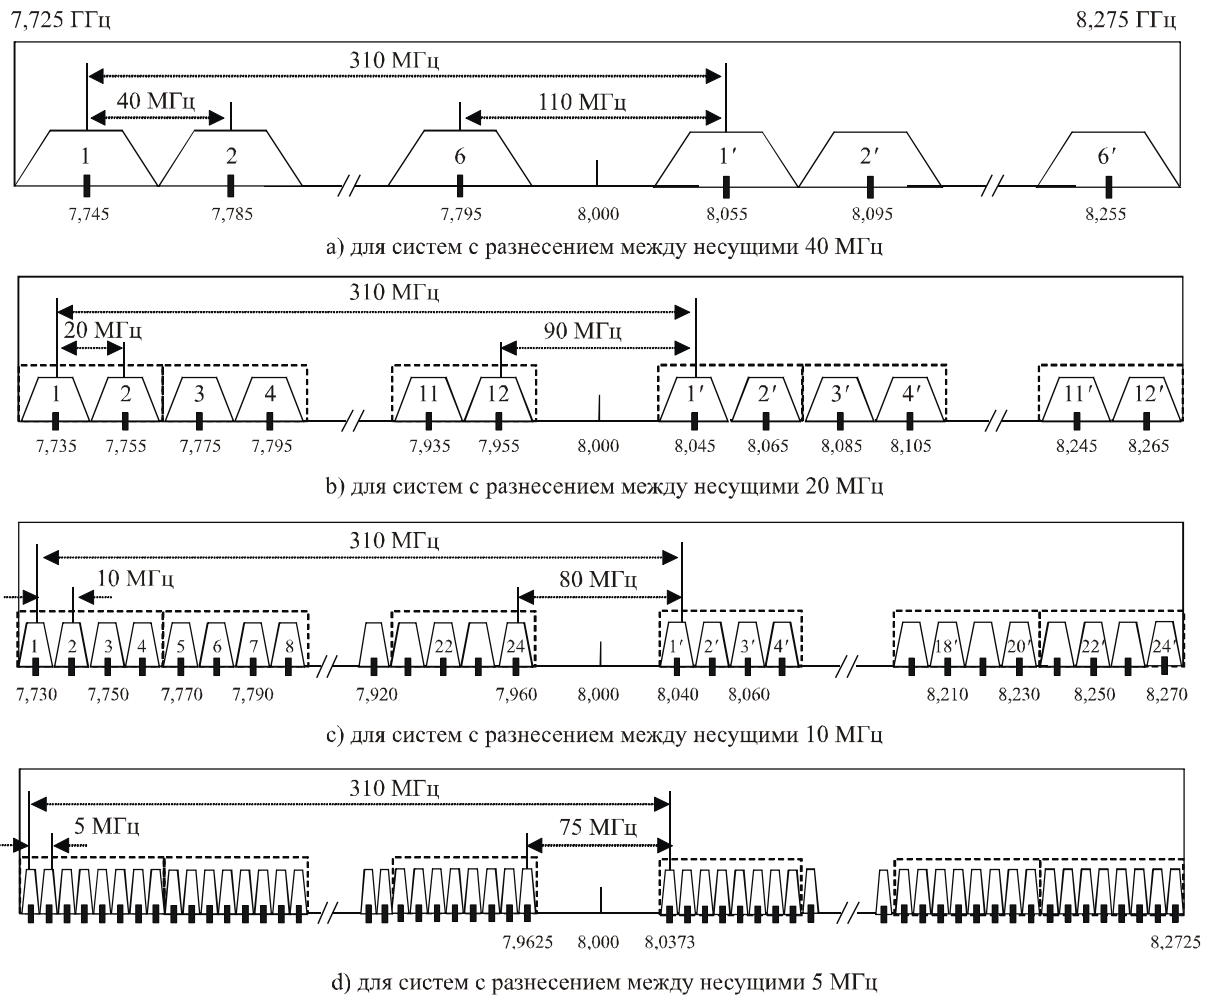 7,725 ГГц 8,275 ГГц
310 МГц
40 МГц 110 МГц
1 2 6 1′ 2′ 6′
7,745 7,785 7,795 8,000 8,055 8,095 8,255
a) для систем с разнесением между несущими 40 МГц
310 МГц
20 МГц 90 МГц
1 2 3 4 11 12 1′ 2′ 3′ 4′ 11′ 12′
7,735 7,755 7,775 7,795 7,935 7,955 8,000 8,045 8,065 8,085 8,105 8,245 8,265
b) для систем с разнесением между несущими 20 МГц
310 МГц
10 МГц 80 МГц
1 2 3 4 5 6 7 8 22 24 1′ 2′ 3′ 4′ 18′ 20′ 22′ 24′
7,730 7,750 7,770 7,790 7,920 7,960 8,000 8,040 8,060 8,210 8,230 8,250 8,270
c) для систем с разнесением между несущими 10 МГц
310 МГц
5 МГц 75 МГц
7,9625 8,000 8,0373 8,2725
d) для систем с разнесением между несущими 5 МГц